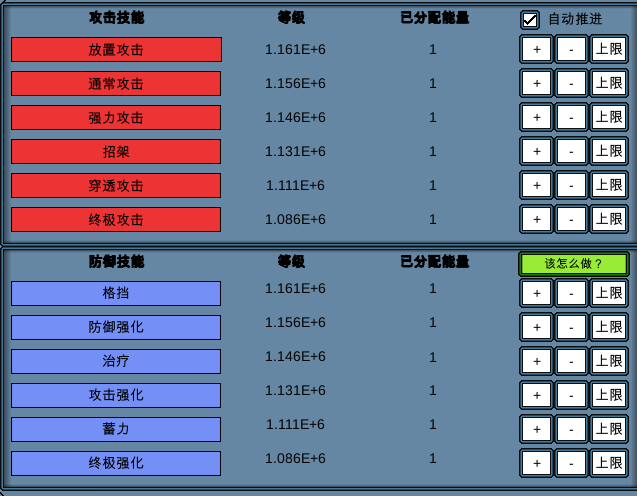 攻击技能 等级 已分配能量 自动推进
放置攻击 1.161E+6 1 + - 上限
通常攻击 1.156E+6 1 + - 上限
强力攻击 1.146E+6 1 + - 上限
招架 1.131E+6 1 + - 上限
穿透攻击 1.111E+6 1 + - 上限
终极攻击 1.086E+6 1 + - 上限
防御技能 等级 已分配能量 该怎么做？
格挡 1.161E+6 1 + - 上限
防御强化 1.156E+6 1 + - 上限
治疗 1.146E+6 1 + - 上限
攻击强化 1.131E+6 1 + - 上限
蓄力 1.111E+6 1 + - 上限
终极强化 1.086E+6 1 + - 上限